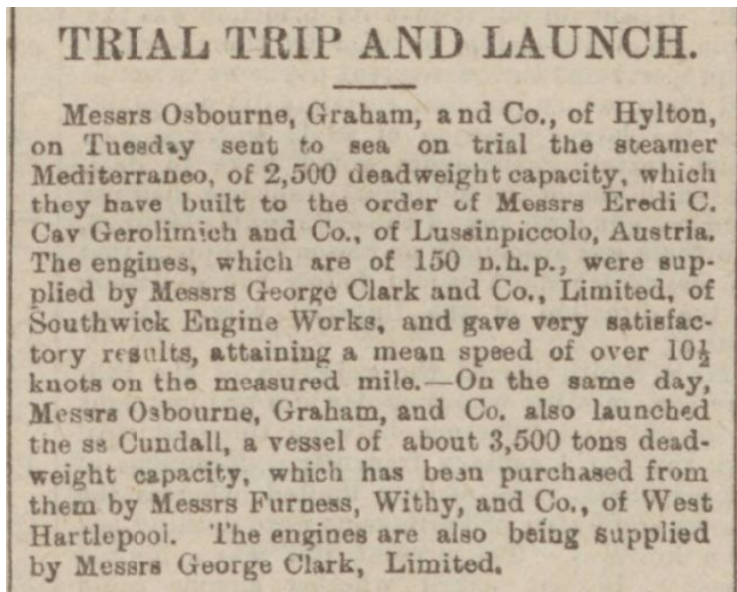 TRIAL TRIP AND LAUNCH.
Messrs Osbourne, Graham, and Co., of Hylton,
on Tuesday sent to sea on trial the steamer
Mediterraneo, of 2,500 deadweight capacity, which
they have built to the order of Messrs Eredi C.
Cav Gerolimich and Co., of Lussinpiccolo, Austria.
The engines, which are of 150 n.h.p., were sup-
plied by Messrs George Clark and Co., Limited, of
Southwick Engine Works, and gave very satisfac-
tory results, attaining a mean speed of over 10½
knots on the measured mile.—On the same day,
Messrs Osbourne, Graham, and Co. also launched
the ss Cundall, a vessel of about 3,500 tons dead-
weight capacity, which has been purchased from
them by Messrs Furness, Withy, and Co., of West
Hartlepool. The engines are also being supplied
by Messrs George Clark, Limited.